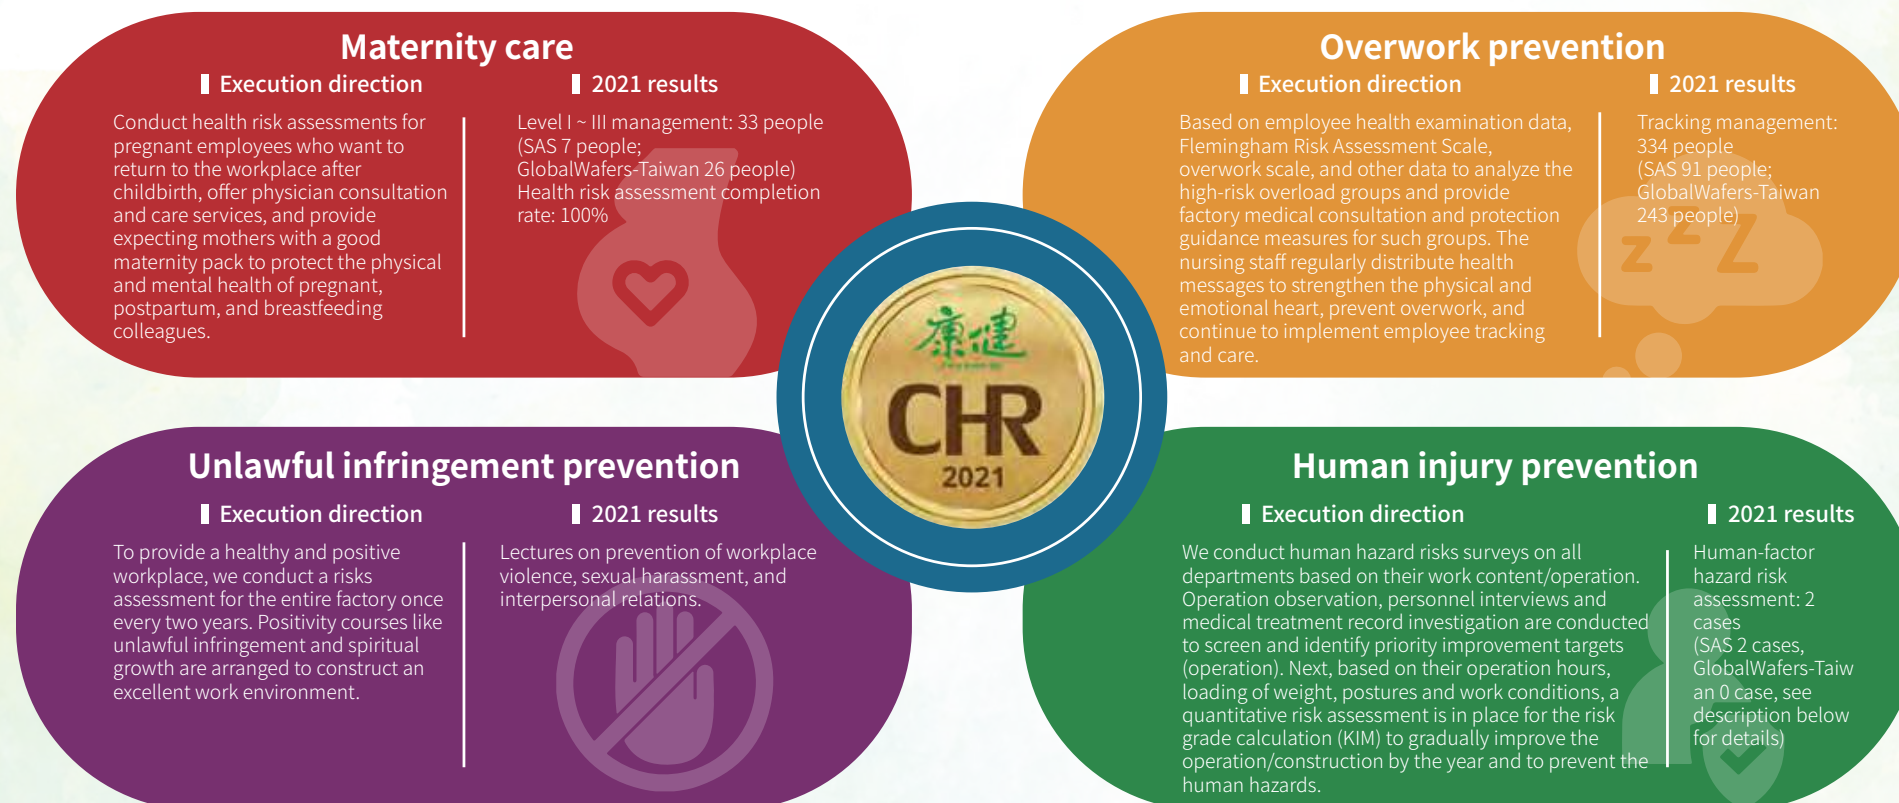 Maternity care
Execution direction
2021 results
Conduct health risk assessments for
pregnant employees who want to
return to the workplace after
childbirth, offer physician consultation
and care services, and provide
expecting mothers with a good
maternity pack to protect the physical
and mental health of pregnant,
postpartum, and breastfeeding
colleagues.
Level I ~ III management: 33 people
(SAS 7 people;
GlobalWafers-Taiwan 26 people)
Health risk assessment completion
rate: 100%
Overwork prevention
Execution direction
2021 results
Based on employee health examination data,
Flemingham Risk Assessment Scale,
overwork scale, and other data to analyze the
high-risk overload groups and provide
factory medical consultation and protection
guidance measures for such groups. The
nursing staff regularly distribute health
messages to strengthen the physical and
emotional heart, prevent overwork, and
continue to implement employee tracking
and care.
Tracking management:
334 people
(SAS 91 people;
GlobalWafers-Taiwan
243 people)
z z z
康健
CHR
2021
Unlawful infringement prevention
Execution direction
2021 results
To provide a healthy and positive
workplace, we conduct a risks
assessment for the entire factory once
every two years. Positivity courses like
unlawful infringement and spiritual
growth are arranged to construct an
excellent work environment.
Lectures on prevention of workplace
violence, sexual harassment, and
interpersonal relations.
Human injury prevention
Execution direction
2021 results
We conduct human hazard risks surveys on all
departments based on their work content/operation.
Operation observation, personnel interviews and
medical treatment record investigation are conducted
to screen and identify priority improvement targets
(operation). Next, based on their operation hours,
loading of weight, postures and work conditions, a
quantitative risk assessment is in place for the risk
grade calculation (KIM) to gradually improve the
operation/construction by the year and to prevent the
human hazards.
Human-factor
hazard risk
assessment: 2
cases
(SAS 2 cases,
GlobalWafers-Taiw
an 0 case, see
description below
for details)